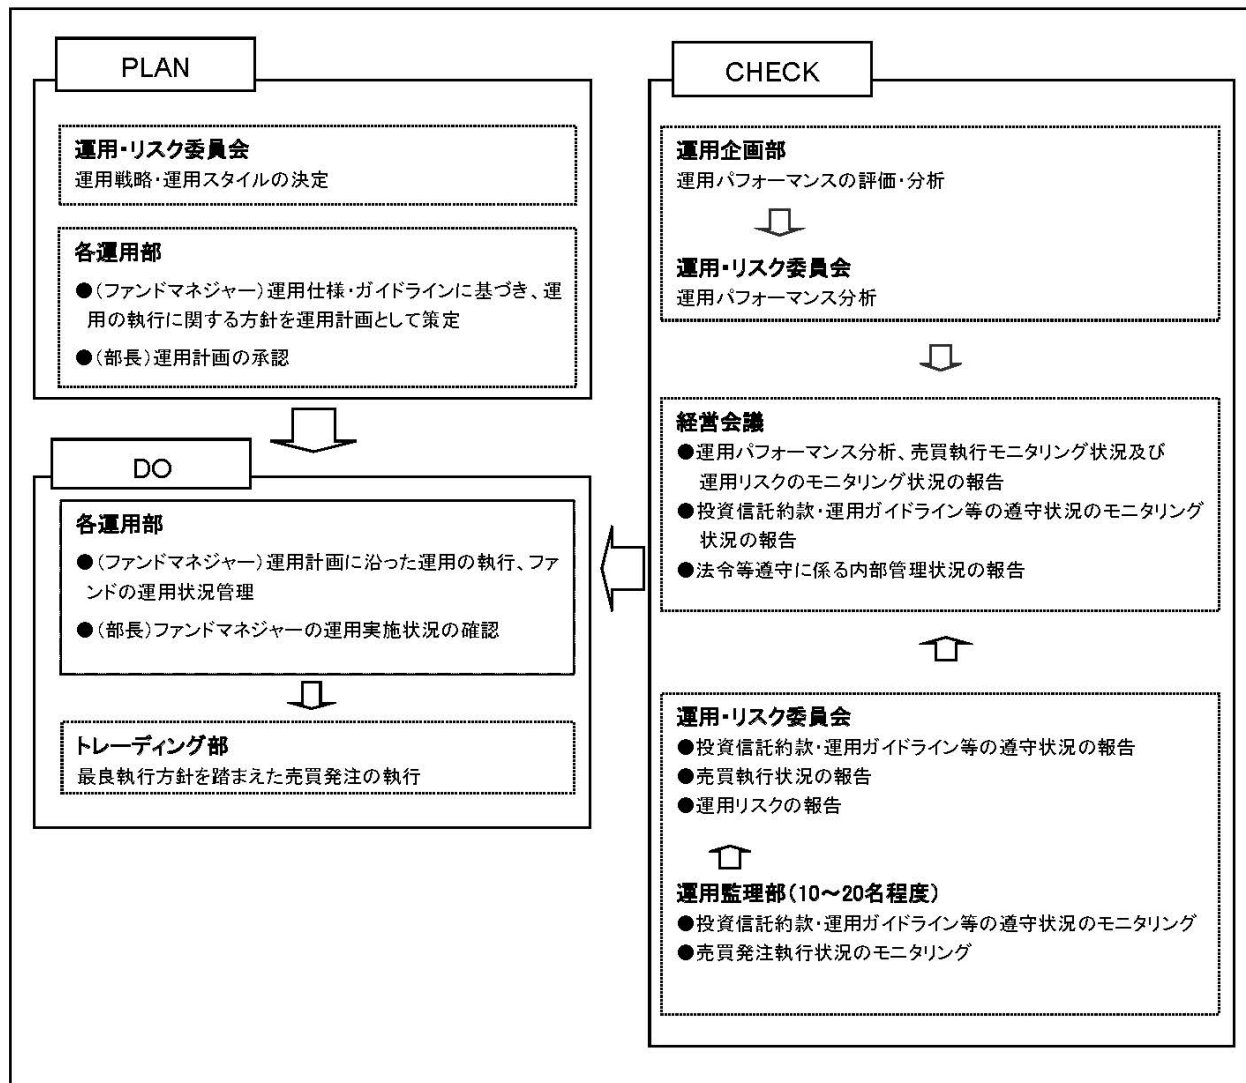 PLAN
運用・リスク委員会
運用戦略・運用スタイルの決定
各運用部
●(ファンドマネジャー)運用仕様・ガイドラインに基づき、運
用の執行に関する方針を運用計画として策定
●(部長)運用計画の承認
DO
各運用部
●(ファンドマネジャー)運用計画に沿った運用の執行、ファ
ンドの運用状況管理
●(部長)ファンドマネジャーの運用実施状況の確認
トレーディング部
最良執行方針を踏まえた売買発注の執行
CHECK
運用企画部
運用パフォーマンスの評価・分析
運用・リスク委員会
運用パフォーマンス分析
経営会議
●運用パフォーマンス分析、売買執行モニタリング状況及び
運用リスクのモニタリング状況の報告
●投資信託約款・運用ガイドライン等の遵守状況のモニタリング
状況の報告
●法令等遵守に係る内部管理状況の報告
運用・リスク委員会
●投資信託約款・運用ガイドライン等の遵守状況の報告
●売買執行状況の報告
●運用リスクの報告
運用監理部(10～20名程度)
●投資信託約款・運用ガイドライン等の遵守状況のモニタリング
●売買発注執行状況のモニタリング